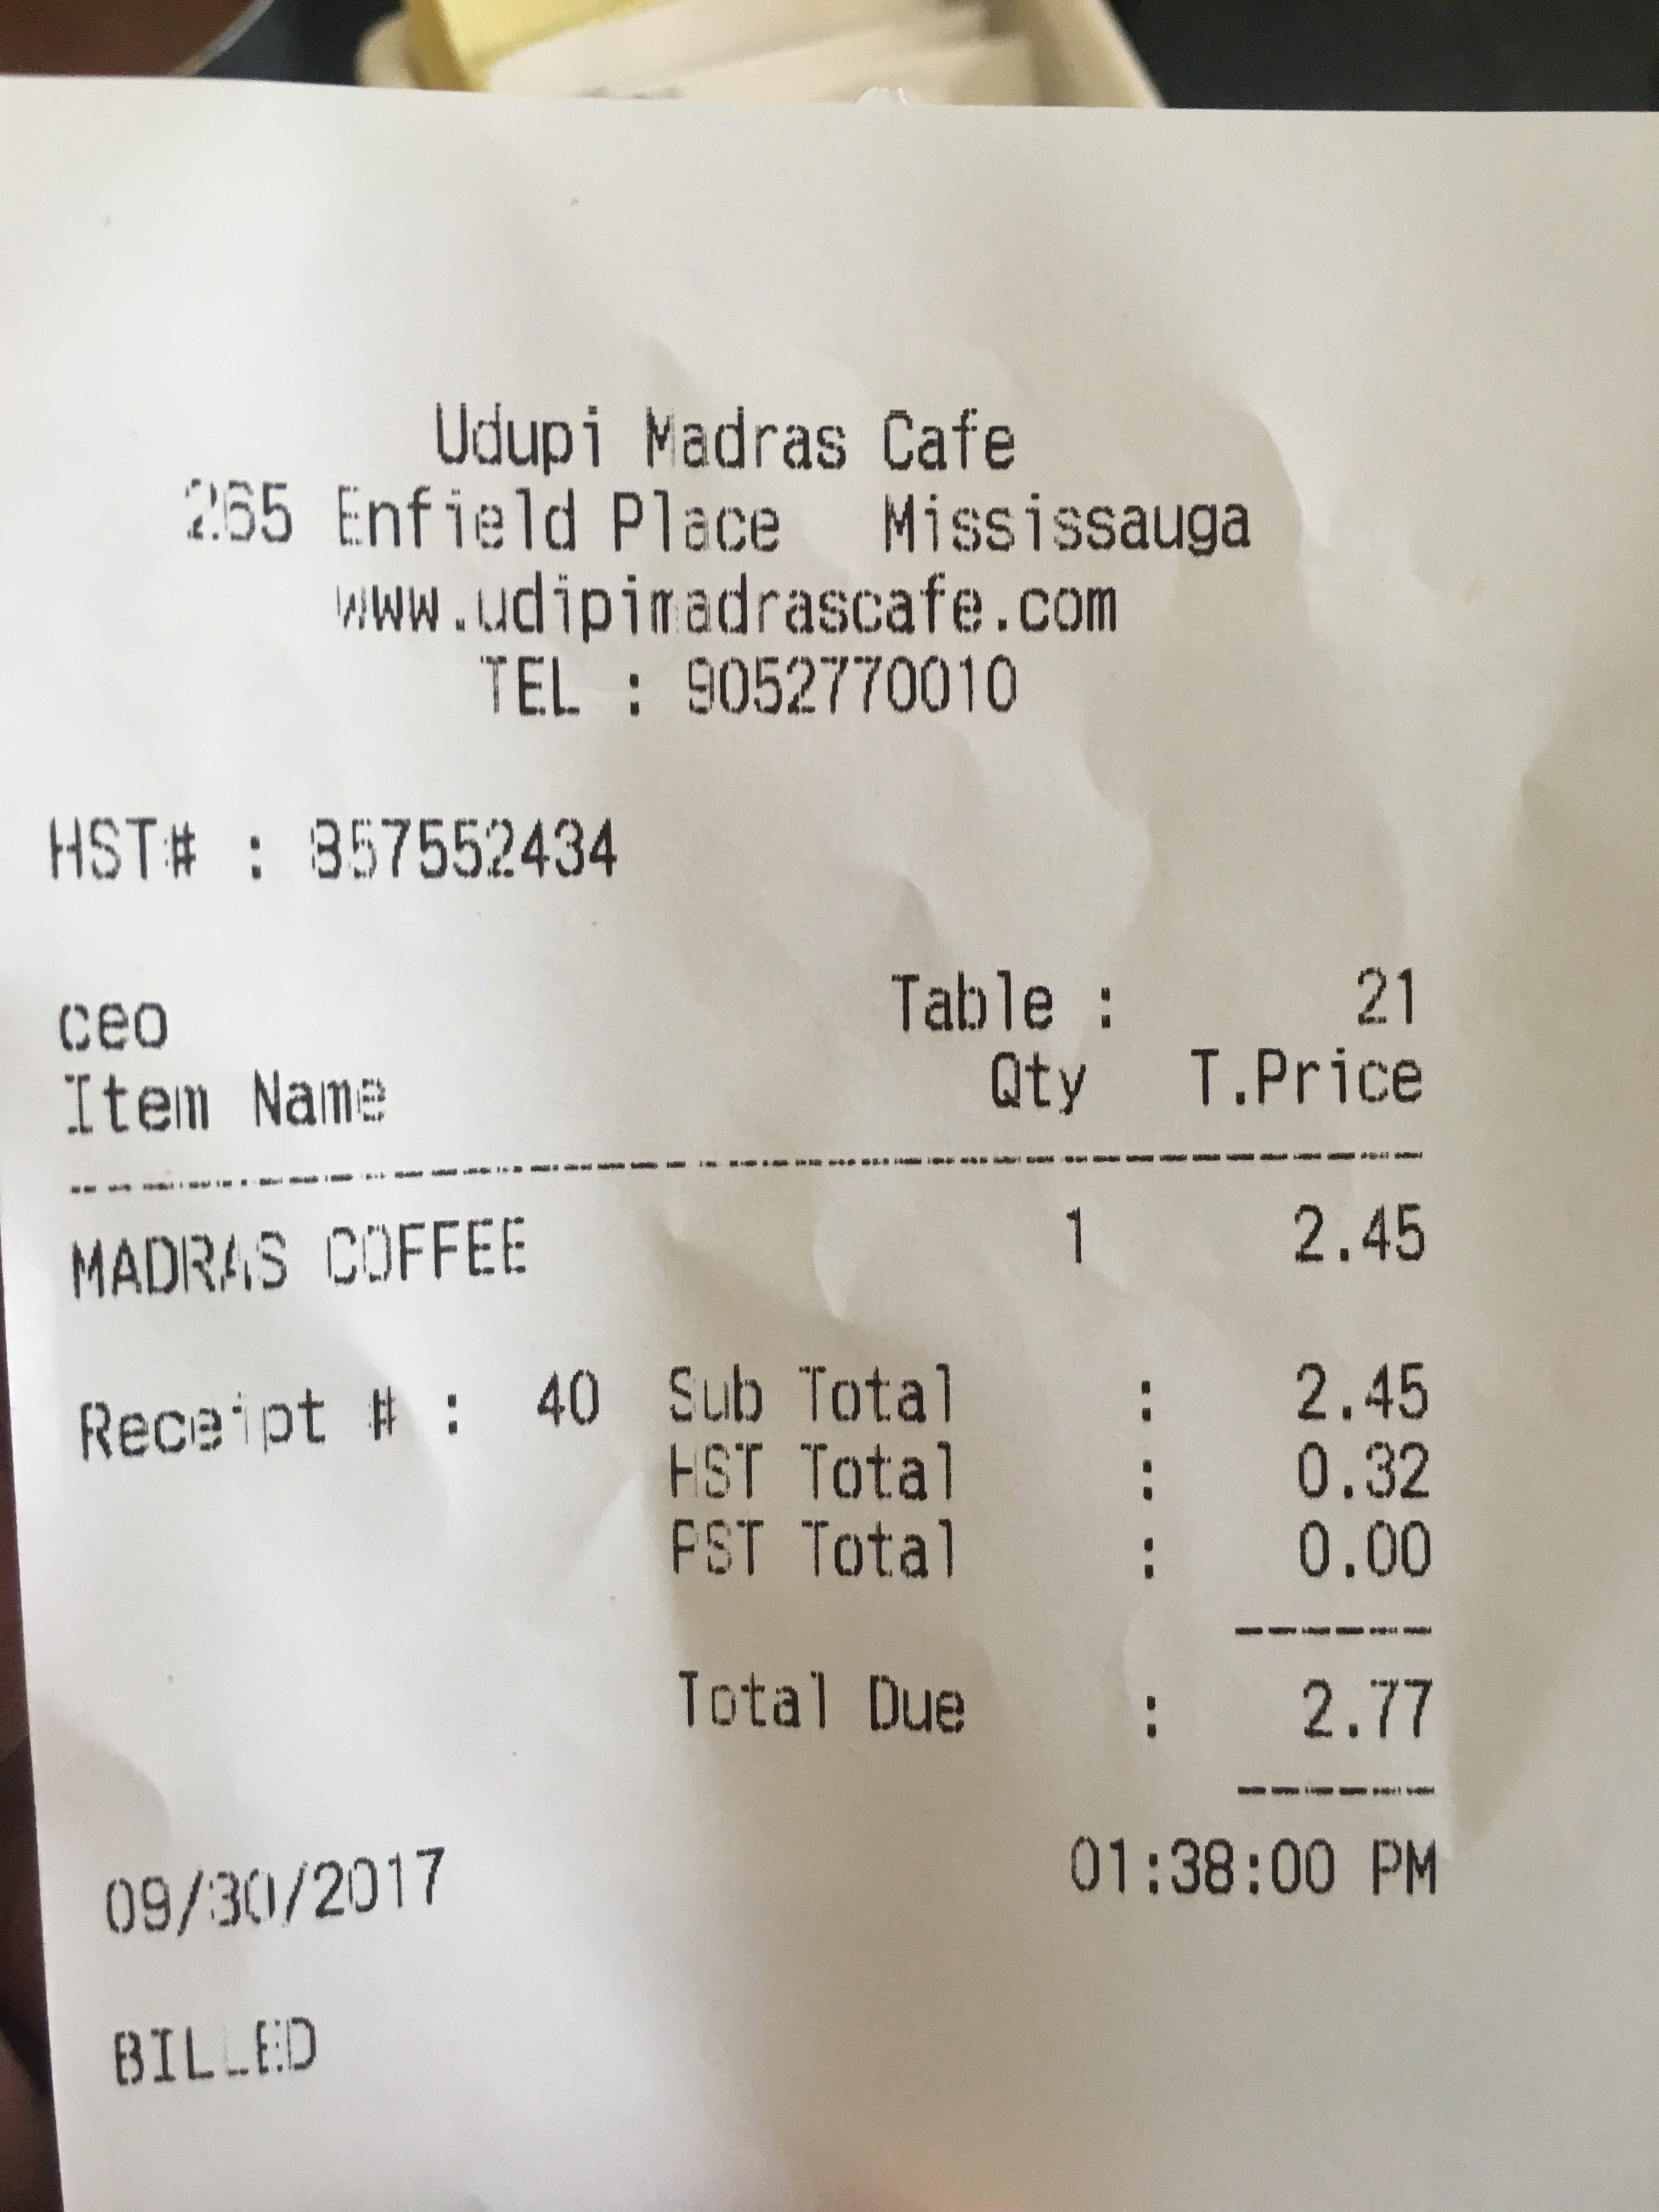 Udupi Madras Cafe
265 Enfield Place Mississauga
www.udipimadrascafe.com
TEL : 9052770010
HST# : 857552434
ceo Table : 21
Item Name Qty T.Price
MADRAS COFFEE 1 2.45
Receipt # : 40 Sub Total : 2.45
HST Total : 0.32
PST Total : 0.00
Total Due : 2.77
09/30/2017 01:38:00 PM
BILLED